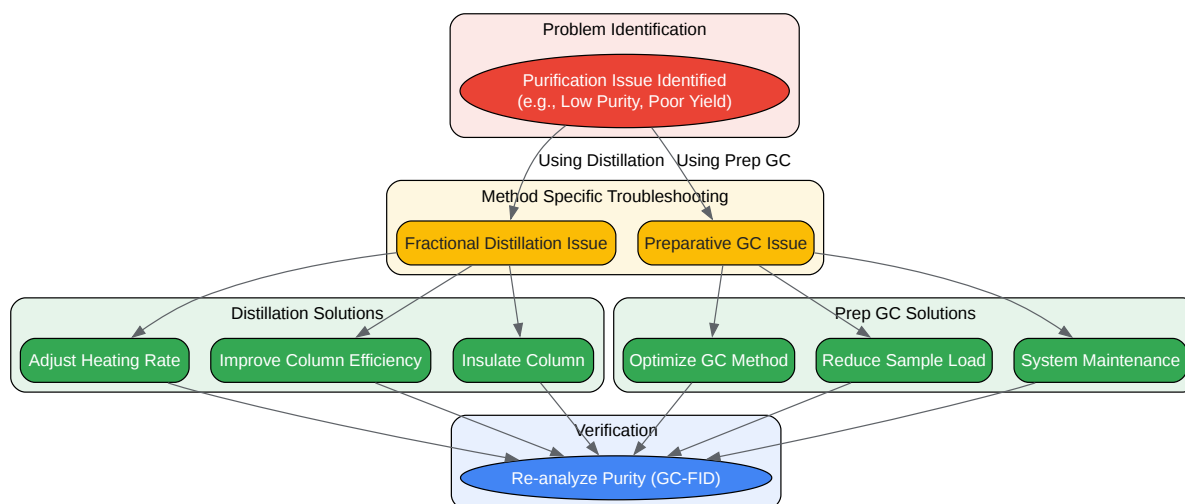 Problem Identification
Purification Issue Identified
(e.g., Low Purity, Poor Yield)
Using Distillation
Using Prep GC
Method Specific Troubleshooting
Fractional Distillation Issue
Preparative GC Issue
Distillation Solutions
Prep GC Solutions
Adjust Heating Rate
Improve Column Efficiency
Insulate Column
Optimize GC Method
Reduce Sample Load
System Maintenance
Verification
Re-analyze Purity (GC-FID)